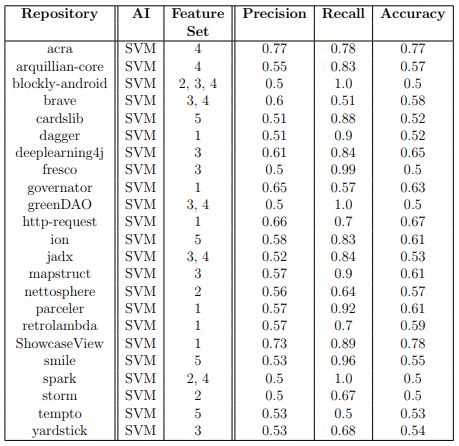 Repository AI Feature Set Precision Recall Accuracy
acra SVM 4 0.77 0.78 0.77
arquillian-core SVM 4 0.55 0.83 0.57
blockly-android SVM 2, 3, 4 0.5 1.0 0.5
brave SVM 3, 4 0.6 0.51 0.58
cardslib SVM 5 0.51 0.88 0.52
dagger SVM 1 0.51 0.9 0.52
deeplearning4j SVM 3 0.61 0.84 0.65
fresco SVM 3 0.5 0.99 0.5
governator SVM 1 0.65 0.57 0.63
greenDAO SVM 3, 4 0.5 1.0 0.5
http-request SVM 1 0.66 0.7 0.67
ion SVM 5 0.58 0.83 0.61
jadx SVM 3, 4 0.52 0.84 0.53
mapstruct SVM 3 0.57 0.9 0.61
nettosphere SVM 2 0.56 0.64 0.57
parceler SVM 1 0.57 0.92 0.61
retrolambda SVM 1 0.57 0.7 0.59
ShowcaseView SVM 1 0.73 0.89 0.78
smile SVM 5 0.53 0.96 0.55
spark SVM 2, 4 0.5 1.0 0.5
storm SVM 2 0.5 0.67 0.5
tempto SVM 5 0.53 0.5 0.53
yardstick SVM 3 0.53 0.68 0.54